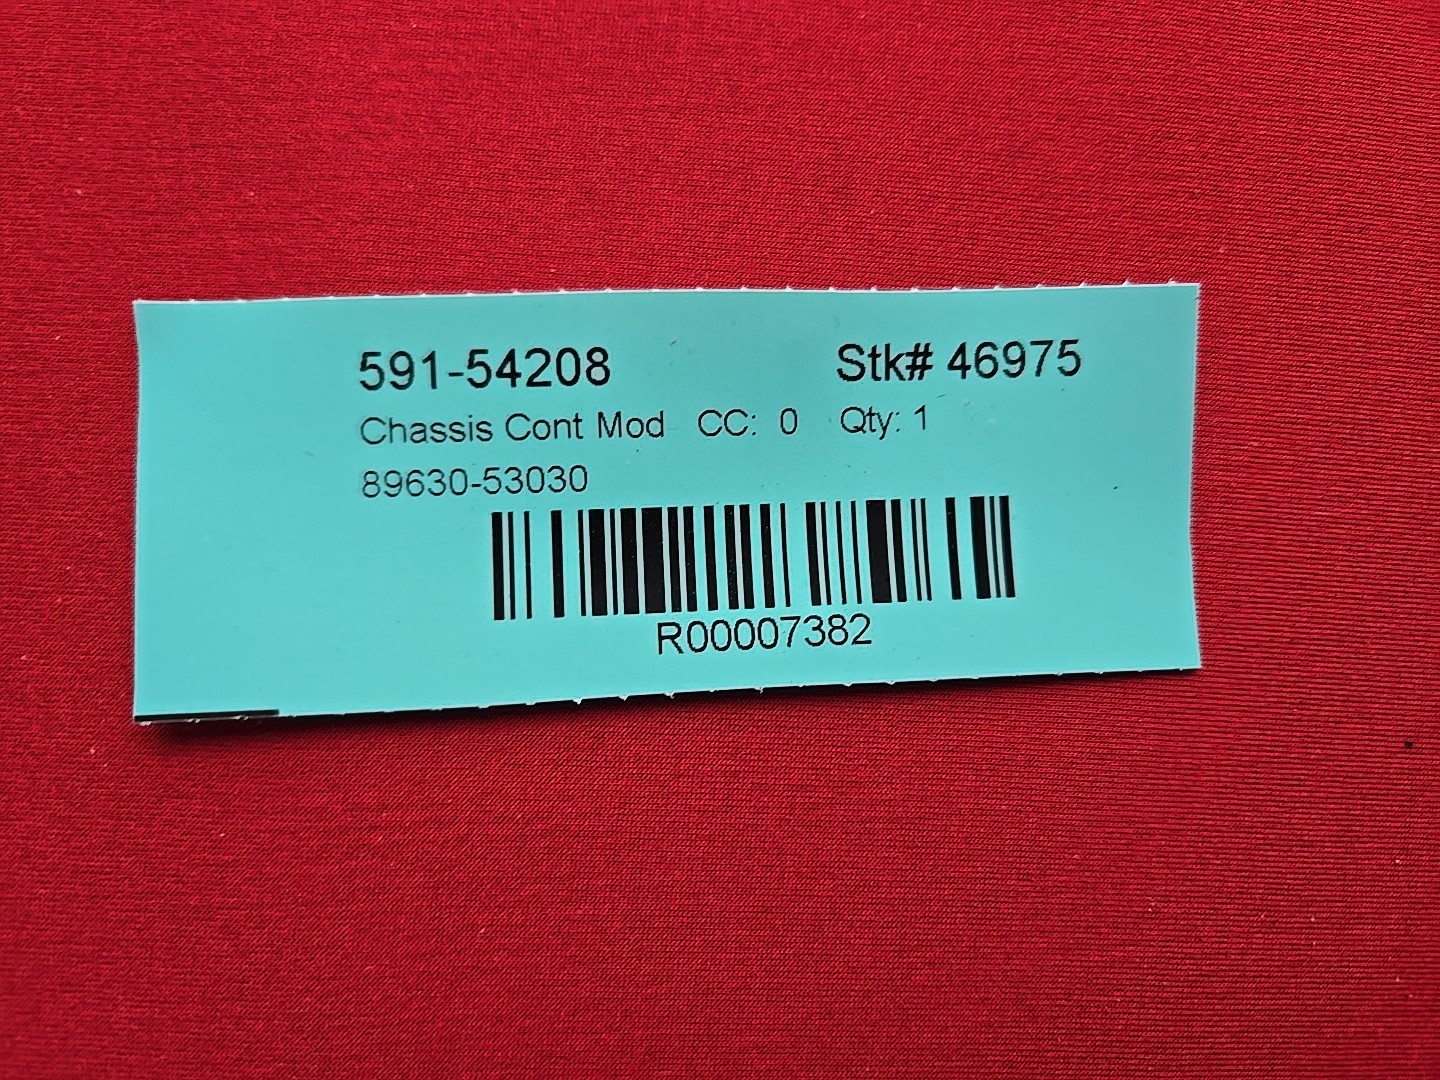 591-54208 Stk# 46975
Chassis Cont Mod CC: 0 Qty: 1
89630-53030
R00007382